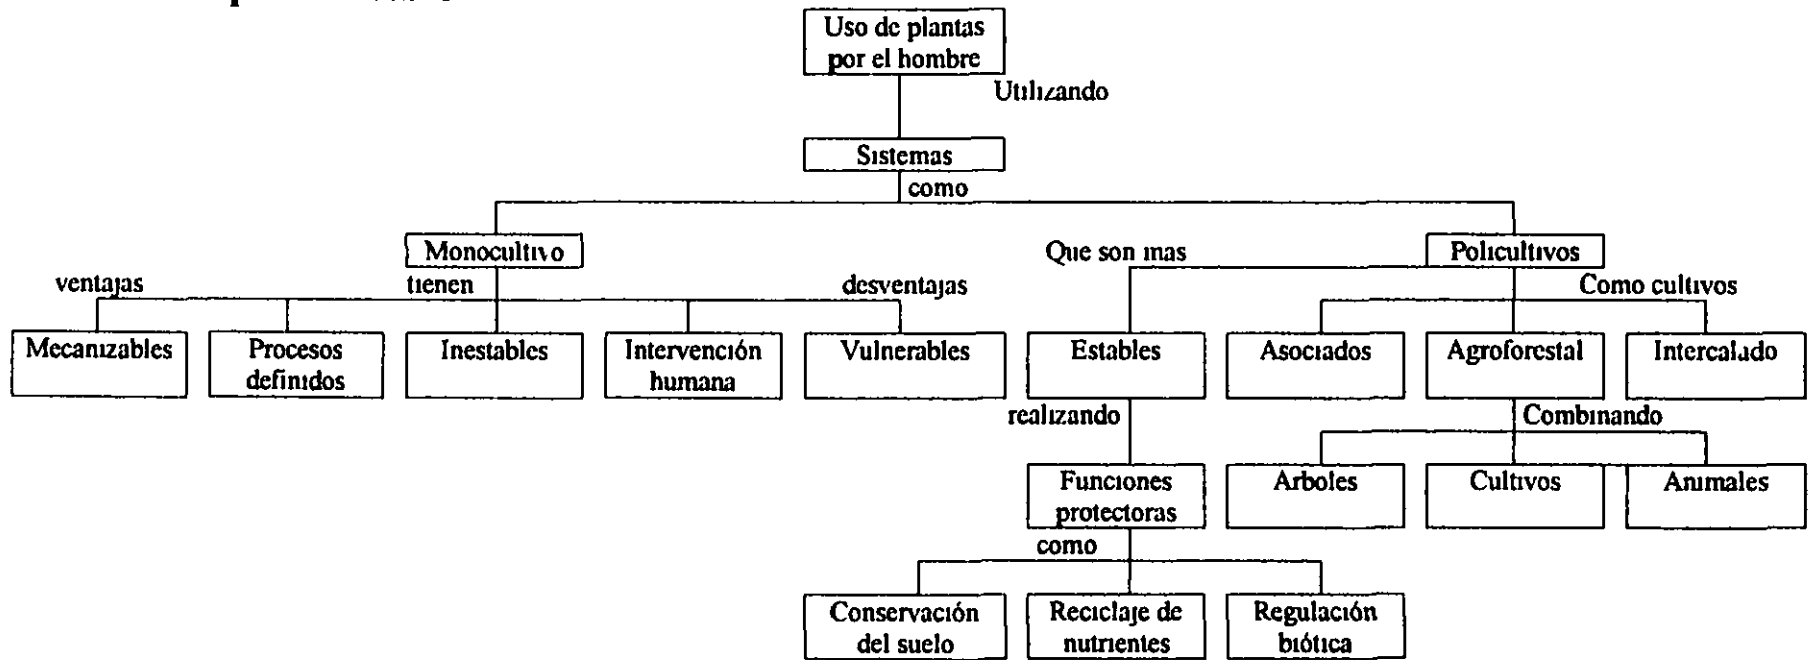 Uso de plantas
por el hombre
Utilizando
Sistemas
como
Monocultivo
Que son mas
Policultivos
ventajas
tienen
desventajas
Como cultivos
Mecanizables
Procesos
definidos
Inestables
Intervención
humana
Vulnerables
Estables
Asociados
Agroforestal
Intercalado
realizando
Combinando
Funciones
protectoras
Arboles
Cultivos
Animales
como
Conservación
del suelo
Reciclaje de
nutrientes
Regulación
biótica